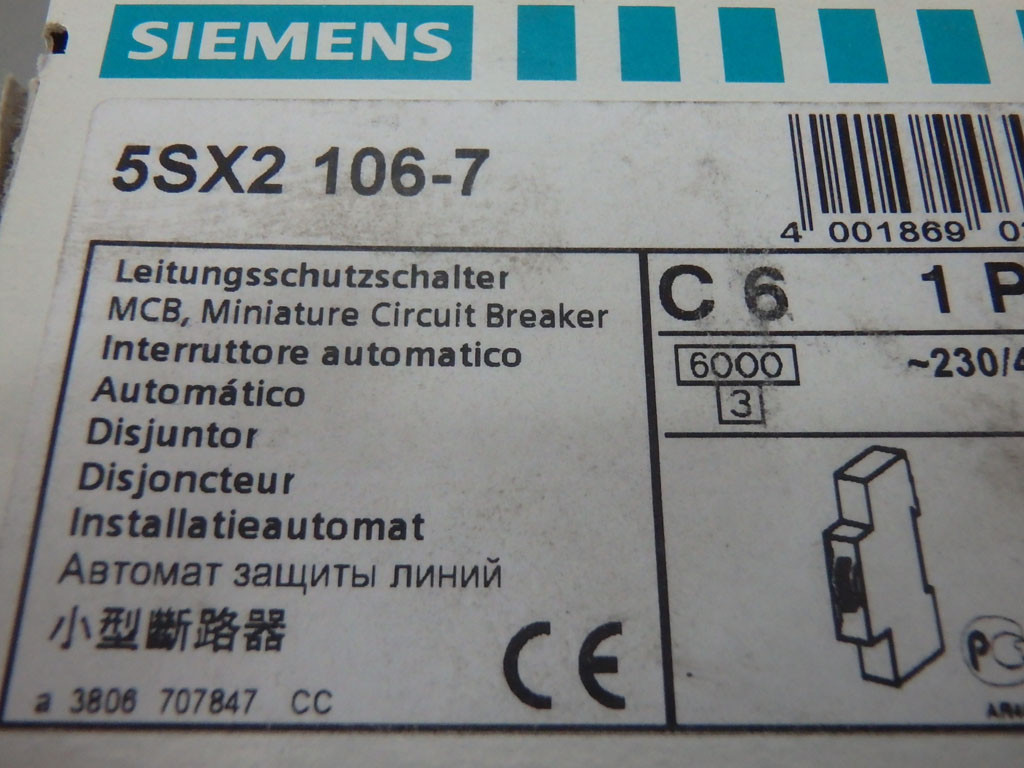 SIEMENS
5SX2 106-7
4 001869
Leitungsschutzschalter
MCB, Miniature Circuit Breaker
Interruttore automatico
Automático
Disjuntor
Disjoncteur
Installatieautomat
Автомат защиты линий
小型斷路器
a 3806 707847 CC
CE
C 6 1 P
6000
3
~230/4